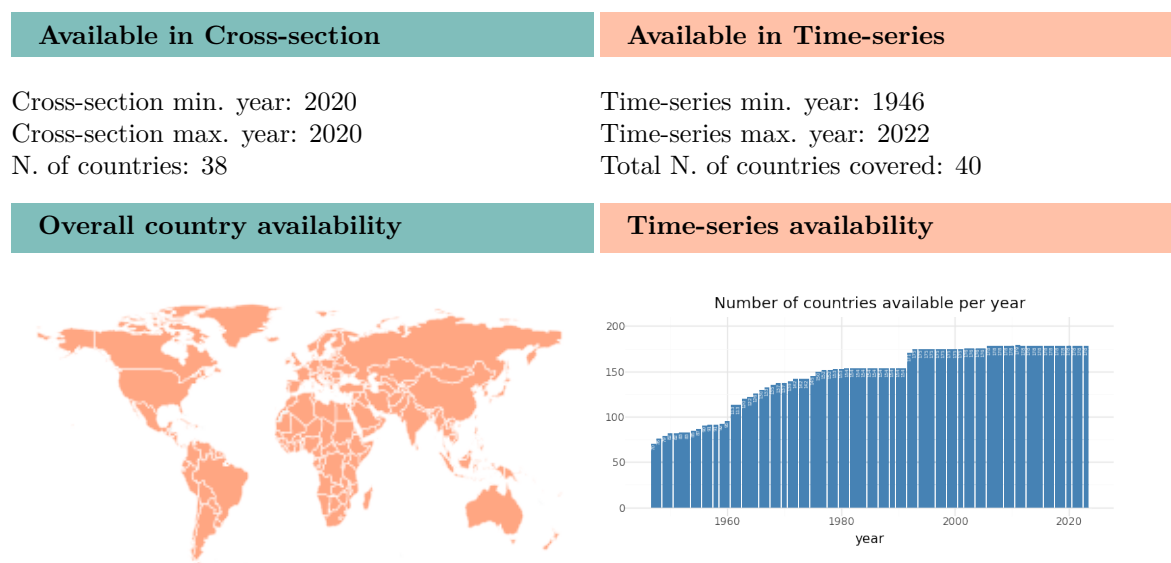 Available in Cross-section
Cross-section min. year: 2020
Cross-section max. year: 2020
N. of countries: 38
Available in Time-series
Time-series min. year: 1946
Time-series max. year: 2022
Total N. of countries covered: 40
Overall country availability
Time-series availability
Number of countries available per year
200
150
100
50
0
1960 1980 2000 2020
year